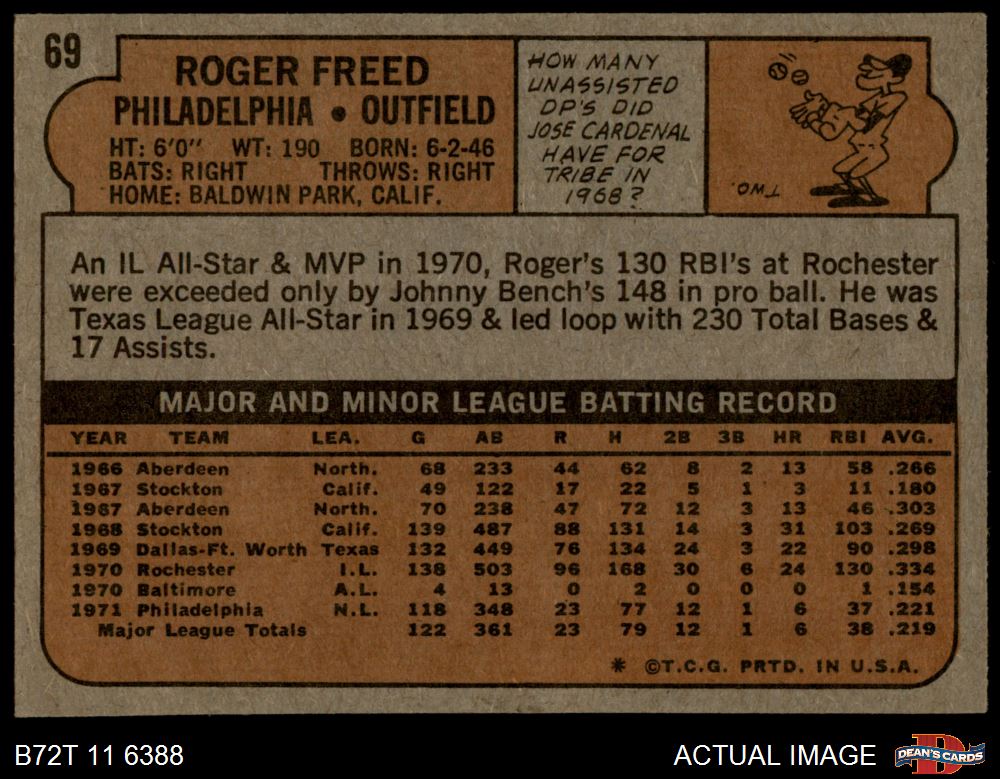 69
ROGER FREED
PHILADELPHIA • OUTFIELD
HT: 6'0" WT: 190 BORN: 6-2-46
BATS: RIGHT THROWS: RIGHT
HOME: BALDWIN PARK, CALIF.
HOW MANY
UNASSISTED
DP'S DID
JOSE CARDENAL
HAVE FOR
TRIBE IN
1968?
TWO.
An IL All-Star & MVP in 1970, Roger's 130 RBI's at Rochester
were exceeded only by Johnny Bench's 148 in pro ball. He was
Texas League All-Star in 1969 & led loop with 230 Total Bases &
17 Assists.
MAJOR AND MINOR LEAGUE BATTING RECORD
YEAR TEAM LEA. G AB R H 2B 3B HR RBI AVG.
1966 Aberdeen North. 68 233 44 62 8 2 13 58 .266
1967 Stockton Calif. 49 122 17 22 5 1 3 11 .180
1967 Aberdeen North. 70 238 47 72 12 3 13 46 .303
1968 Stockton Calif. 139 487 88 131 14 3 31 103 .269
1969 Dallas-Ft. Worth Texas 132 449 76 134 24 3 22 90 .298
1970 Rochester I.L. 138 503 96 168 30 6 24 130 .334
1970 Baltimore A.L. 4 13 0 2 0 0 0 1 .154
1971 Philadelphia N.L. 118 348 23 77 12 1 6 37 .221
Major League Totals 122 361 23 79 12 1 6 38 .219
* ©T.C.G. PRTD. IN U.S.A.
B72T 11 6388
ACTUAL IMAGE
D
DEAN'S CARDS